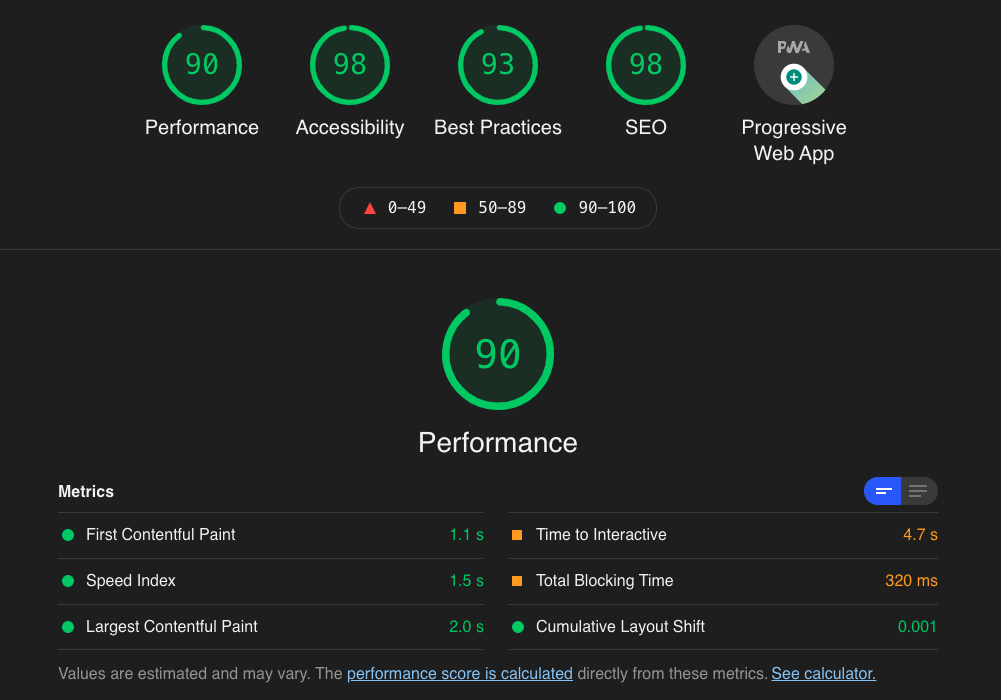 90 98 93 98 PWA
Performance Accessibility Best Practices SEO Progressive
Web App
0–49 50–89 90–100
90
Performance
Metrics
First Contentful Paint 1.1 s Time to Interactive 4.7 s
Speed Index 1.5 s Total Blocking Time 320 ms
Largest Contentful Paint 2.0 s Cumulative Layout Shift 0.001
Values are estimated and may vary. The performance score is calculated directly from these metrics. See calculator.